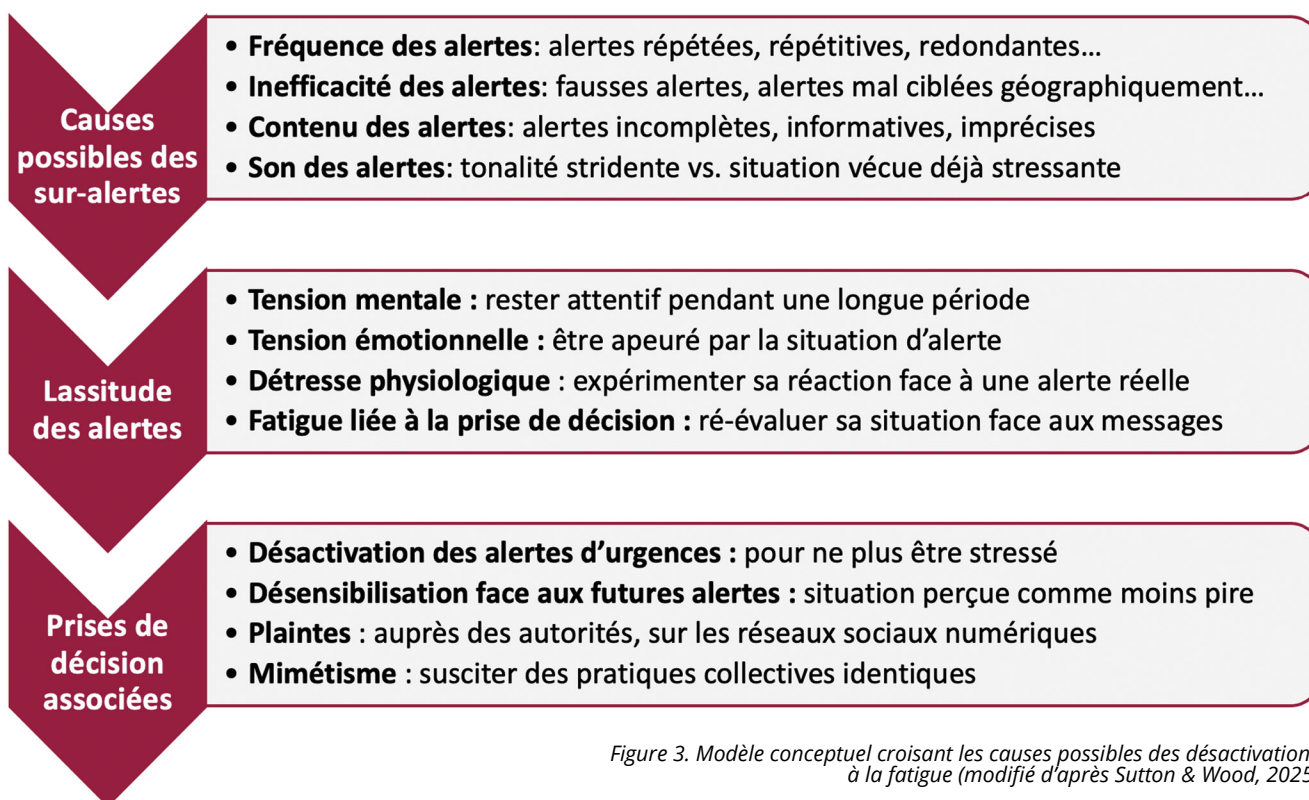 Causes
possibles des
sur-alertes
• Fréquence des alertes: alertes répétées, répétitives, redondantes…
• Inefficacité des alertes: fausses alertes, alertes mal ciblées géographiquement…
• Contenu des alertes: alertes incomplètes, informatives, imprécises
• Son des alertes: tonalité stridente vs. situation vécue déjà stressante
Lassitude
des alertes
• Tension mentale : rester attentif pendant une longue période
• Tension émotionnelle : être apeuré par la situation d’alerte
• Détresse physiologique : expérimenter sa réaction face à une alerte réelle
• Fatigue liée à la prise de décision : ré-évaluer sa situation face aux messages
Prises de
décision
associées
• Désactivation des alertes d’urgences : pour ne plus être stressé
• Désensibilisation face aux futures alertes : situation perçue comme moins pire
• Plaintes : auprès des autorités, sur les réseaux sociaux numériques
• Mimétisme : susciter des pratiques collectives identiques
Figure 3. Modèle conceptuel croisant les causes possibles des désactivation
à la fatigue (modifié d’après Sutton & Wood, 2025